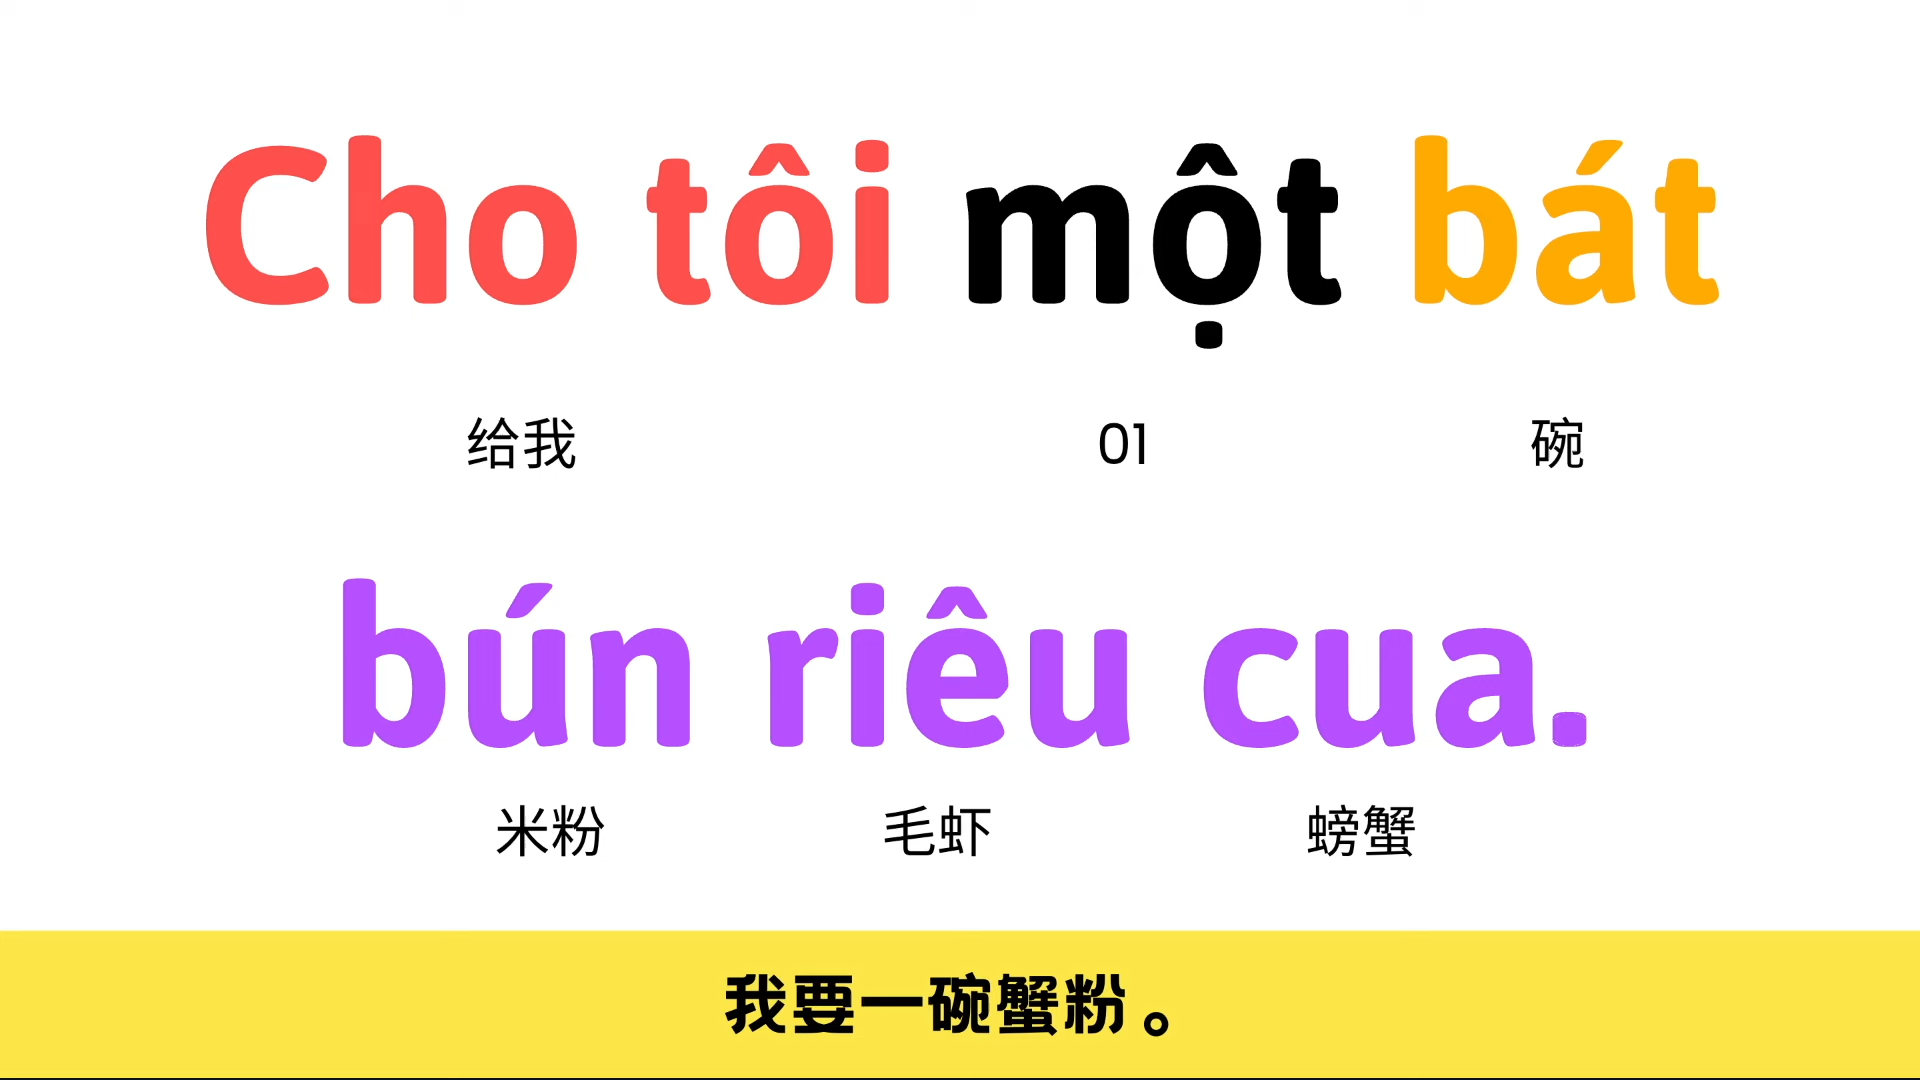 Cho tôi một bát
给我 01 碗
bún riêu cua.
米粉 毛虾 螃蟹
我要一碗蟹粉。